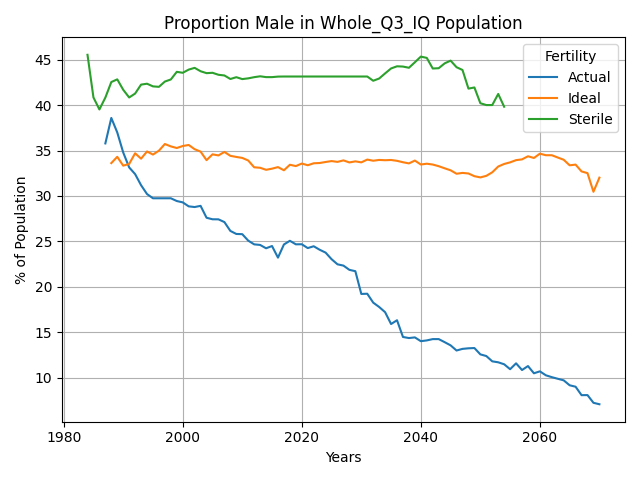 Proportion Male in Whole_Q3_IQ Population
% of Population
45
40
35
30
25
20
15
10
Fertility
Actual
Ideal
Sterile
1980
2000
2020
2040
2060
Years